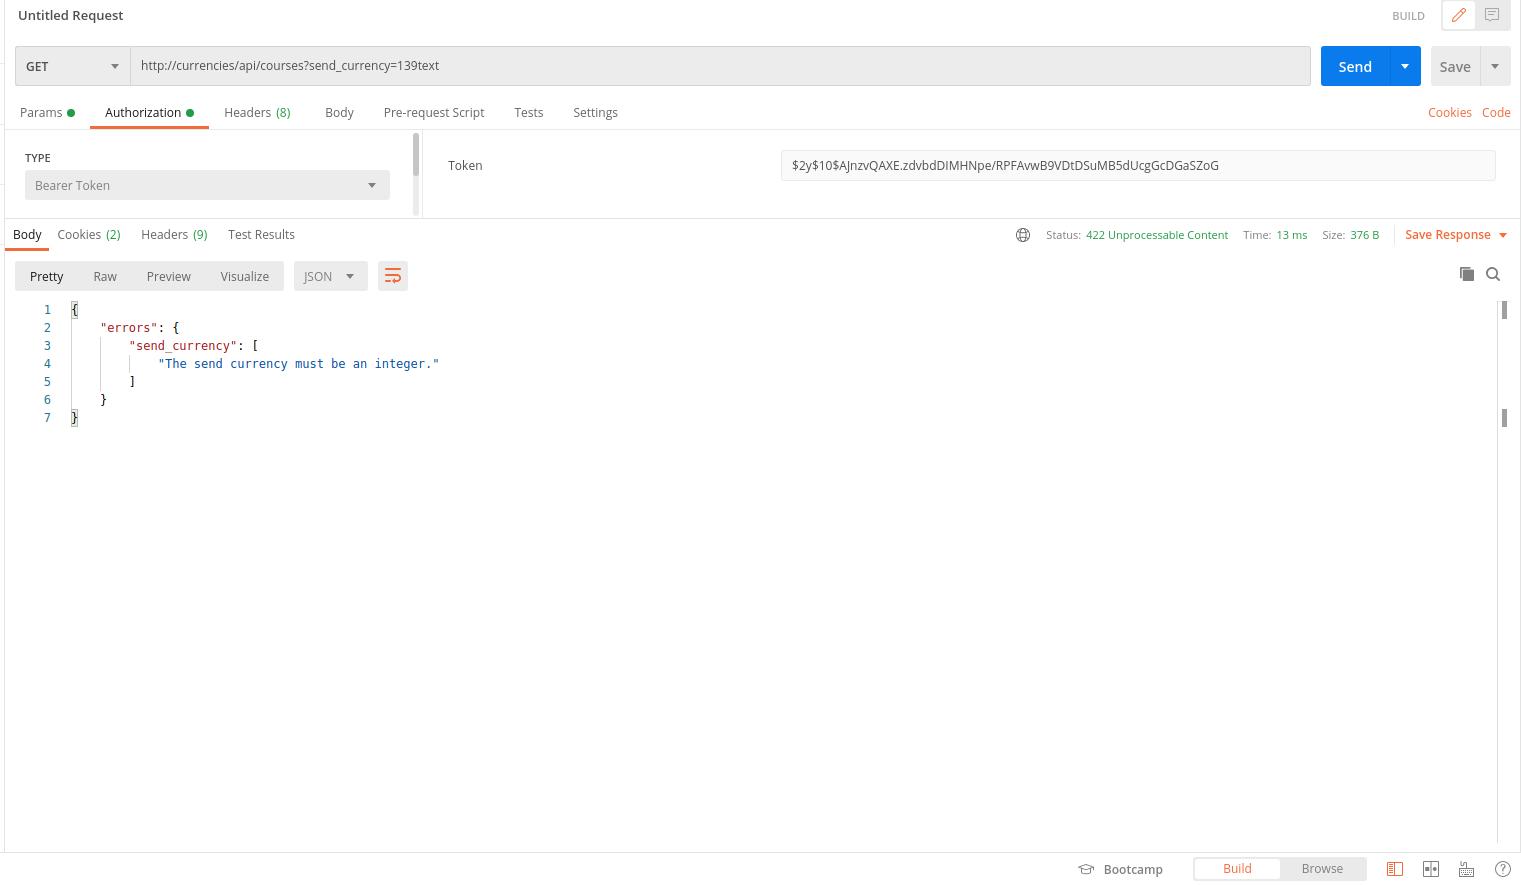 Untitled Request
BUILD
GET
http://currencies/api/courses?send_currency=139text
Send
Save
Params
Authorization
Headers (8)
Body
Pre-request Script
Tests
Settings
Cookies
Code
TYPE
Bearer Token
Token
$2y$10$AJnzvQAXE.zdvbdDIMHNpe/RPFAvwB9VDtDSuMB5dUcgGcDGaSZoG
Body
Cookies (2)
Headers (9)
Test Results
Status: 422 Unprocessable Content
Time: 13 ms
Size: 376 B
Save Response
Pretty
Raw
Preview
Visualize
JSON
1 {
2 "errors": {
3 "send_currency": [
4 "The send currency must be an integer."
5 ]
6 }
7 }
Bootcamp
Build
Browse
?